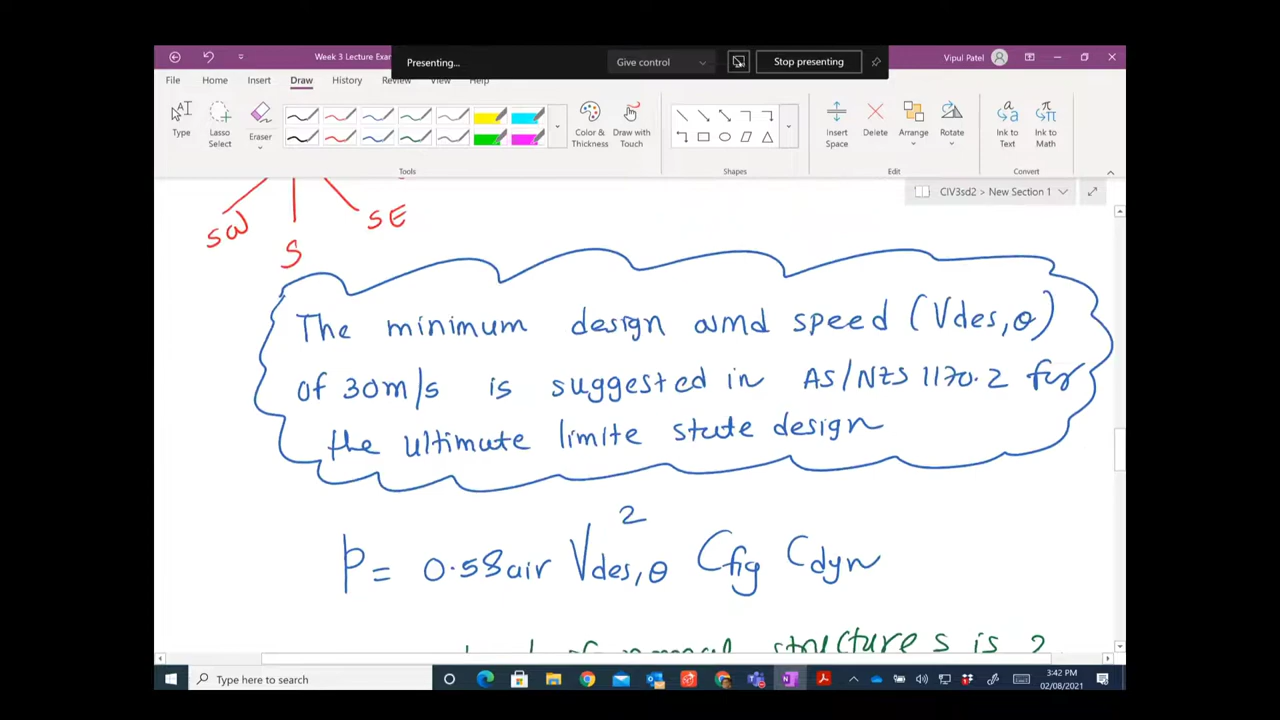 Week 3 Lecture Exa
Presenting...
Give control
Stop presenting
Vipul Patel
File
Home
Insert
Draw
History
Review
View
Help
Type
Lasso Select
Eraser
Color & Thickness
Draw with Touch
Insert Space
Delete
Arrange
Rotate
Ink to Text
Ink to Math
Tools
Shapes
Edit
Convert
CIV3sd2 > New Section 1
SW
S
SE
The minimum design wind speed (Vdes,θ)
of 30m/s is suggested in AS/NZS 1170.2 for
the ultimate limite state design
P = 0.5 8air Vdes,θ² Cfig Cdyn
structure s is
Type here to search
3:42 PM
02/08/2021